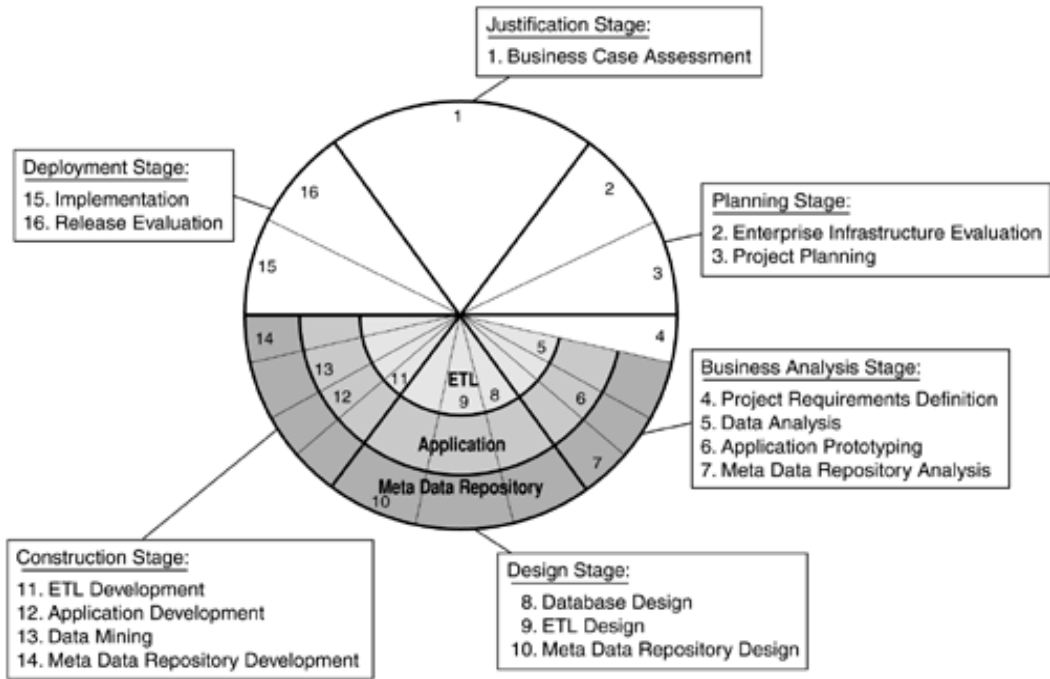 Justification Stage:
1. Business Case Assessment
Deployment Stage:
15. Implementation
16. Release Evaluation
Planning Stage:
2. Enterprise Infrastructure Evaluation
3. Project Planning
Business Analysis Stage:
4. Project Requirements Definition
5. Data Analysis
6. Application Prototyping
7. Meta Data Repository Analysis
Construction Stage:
11. ETL Development
12. Application Development
13. Data Mining
14. Meta Data Repository Development
Design Stage:
8. Database Design
9. ETL Design
10. Meta Data Repository Design
1
16
2
15
3
14
4
13
5
12
11
ETL
9
8
6
Application
7
Meta Data Repository
10